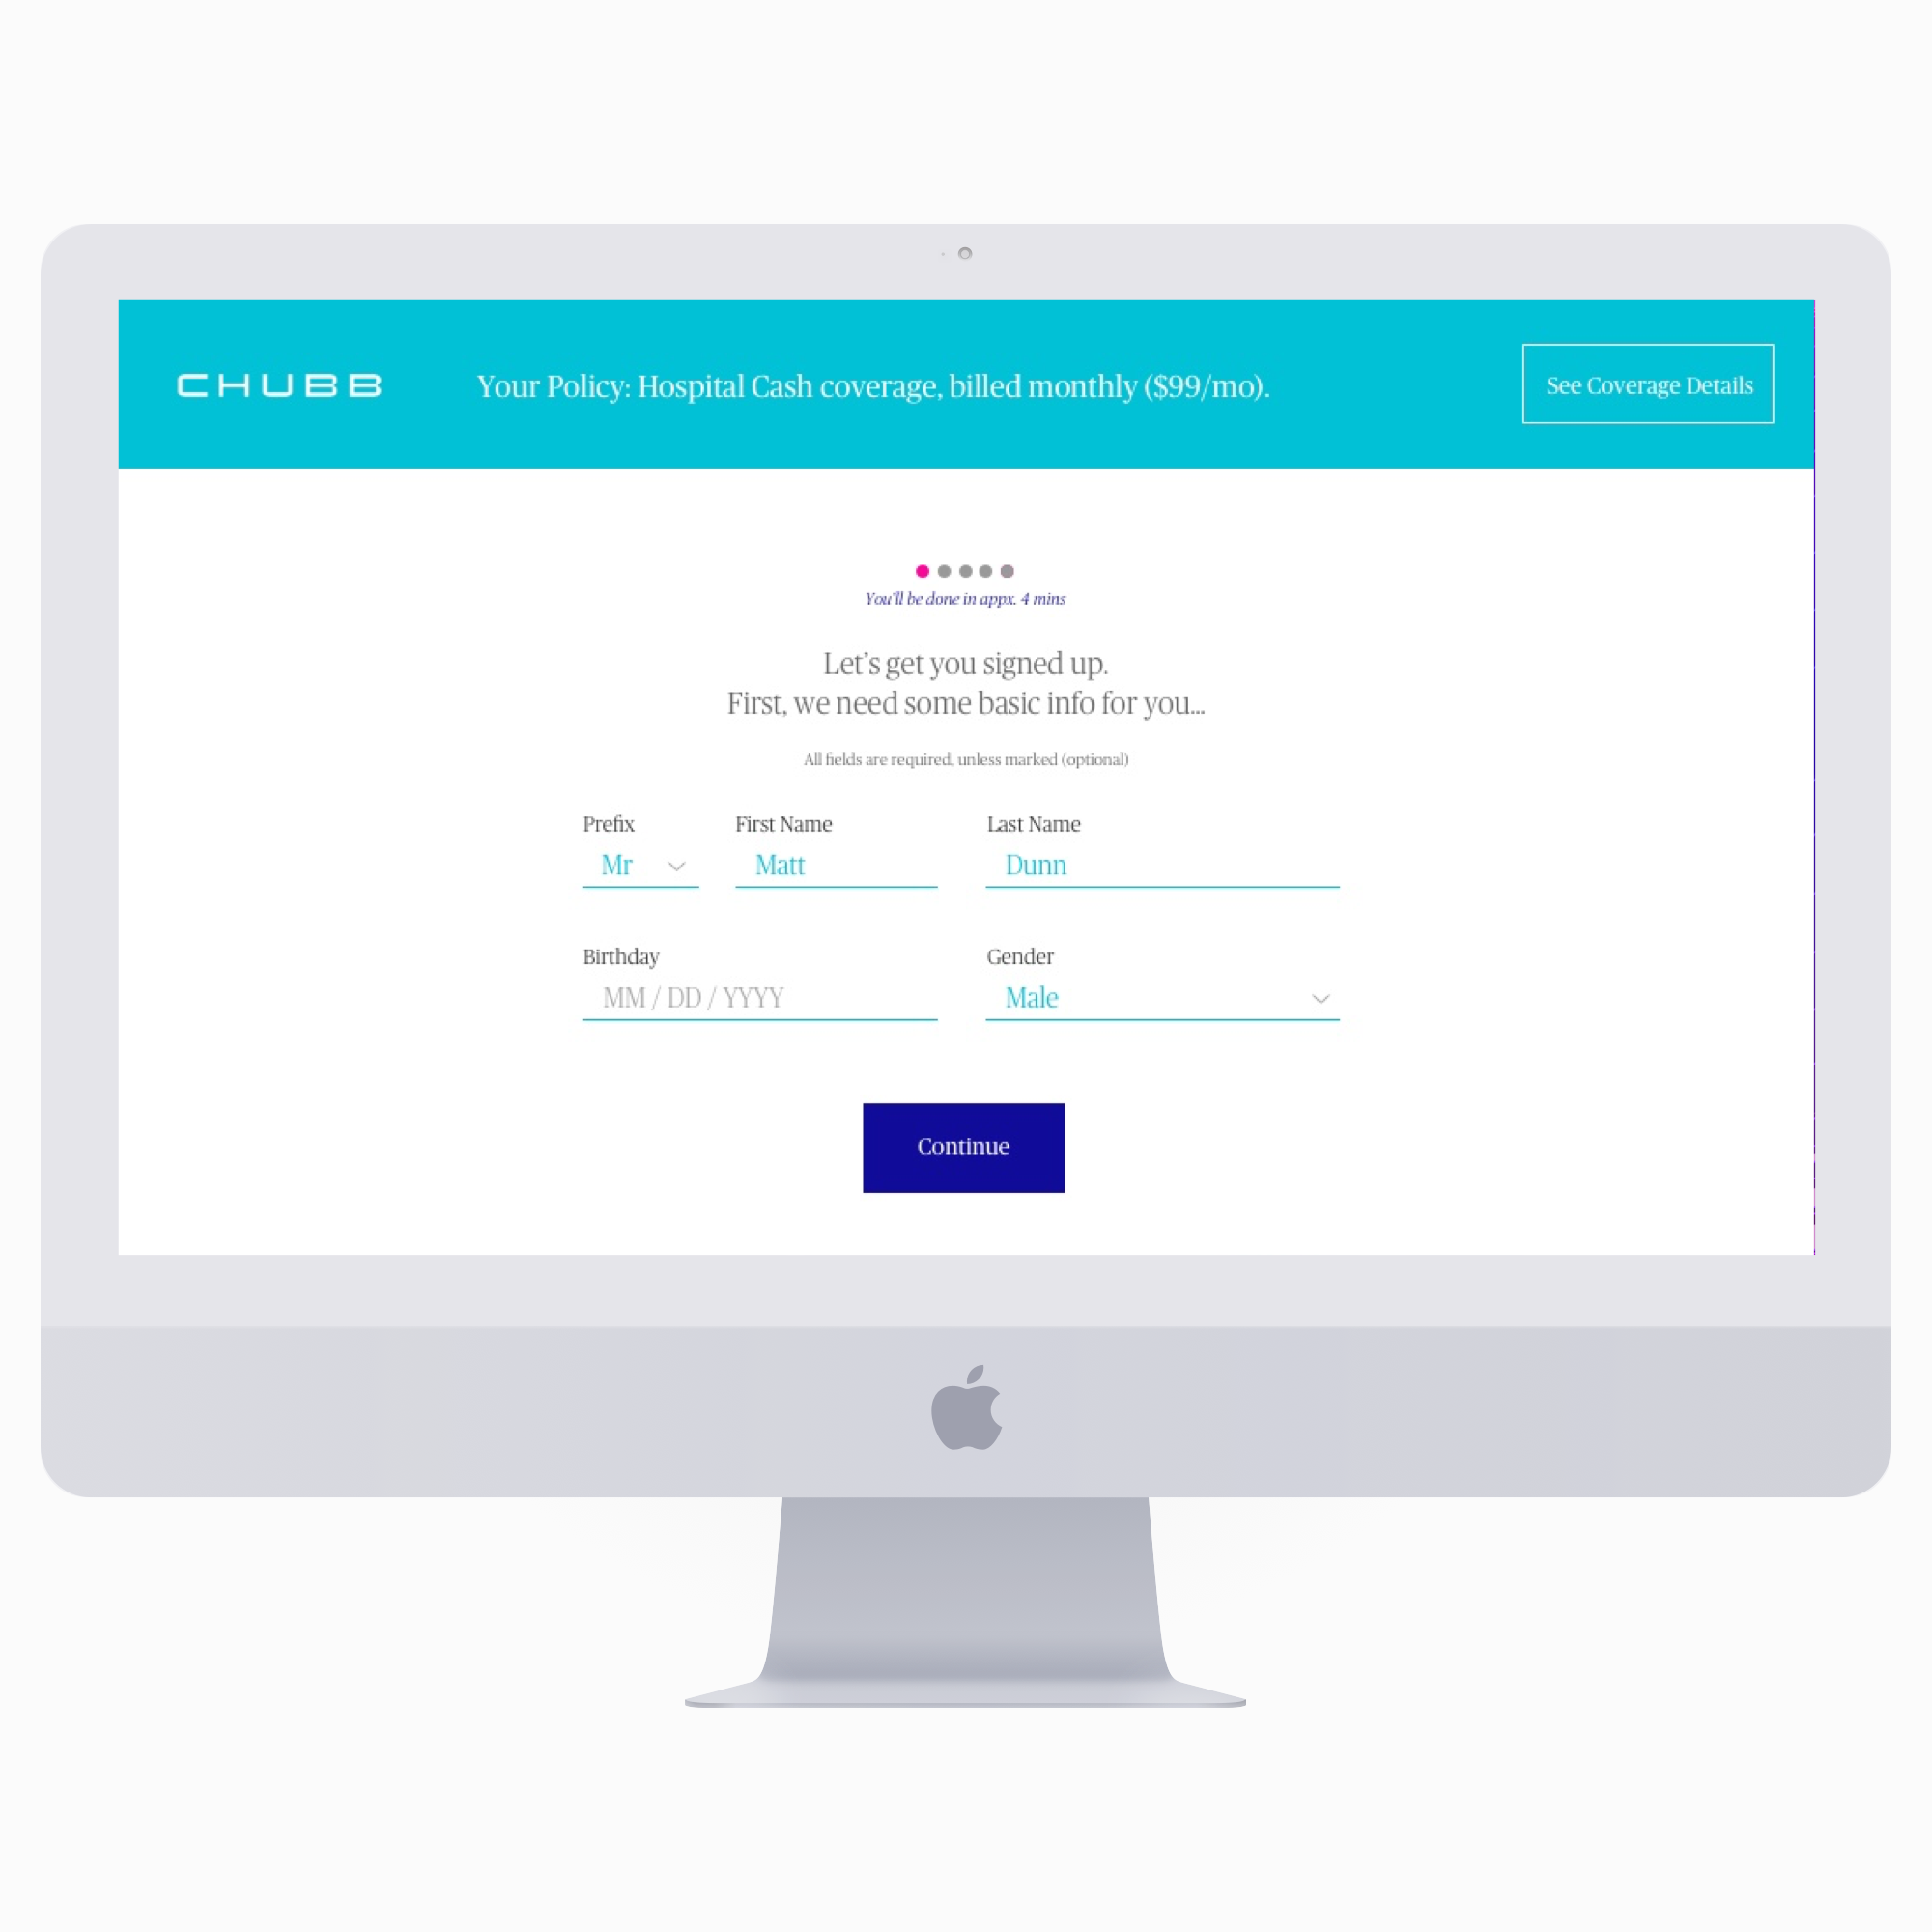 CHUBB
Your Policy: Hospital Cash coverage, billed monthly ($99/mo).
See Coverage Details
You'll be done in appx. 4 mins
Let’s get you signed up.
First, we need some basic info for you...
All fields are required, unless marked (optional)
Prefix First Name Last Name
Mr Matt Dunn
Birthday Gender
MM / DD / YYYY Male
Continue